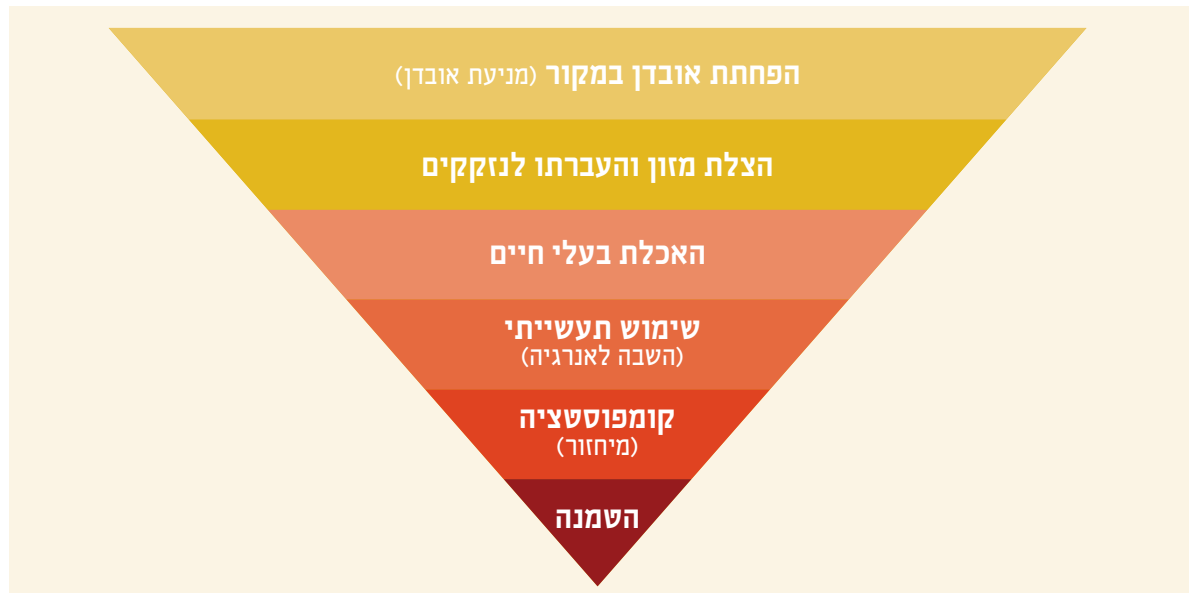 הפחתת אובדן במקור (מניעת אובדן)
הצלת מזון והעברתו לנזקקים
האכלת בעלי חיים
שימוש תעשייתי
(השבה לאנרגיה)
קומפוסטציה
(מיחזור)
הטמנה